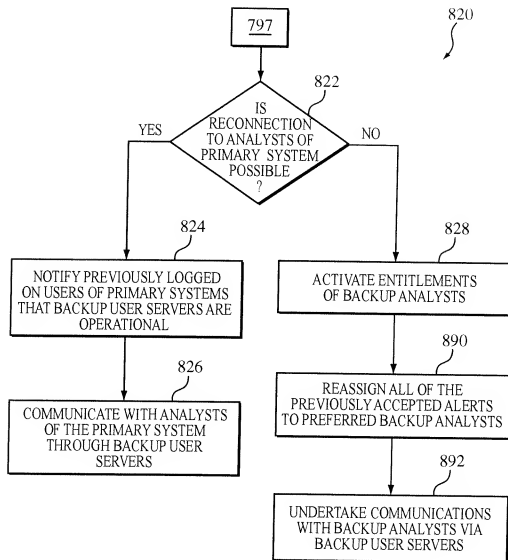 797
820
822
IS
RECONNECTION
TO ANALYSTS OF
PRIMARY SYSTEM
POSSIBLE
?
YES
NO
824
NOTIFY PREVIOUSLY LOGGED
ON USERS OF PRIMARY SYSTEMS
THAT BACKUP USER SERVERS ARE
OPERATIONAL
826
COMMUNICATE WITH ANALYSTS
OF THE PRIMARY SYSTEM
THROUGH BACKUP USER
SERVERS
828
ACTIVATE ENTITLEMENTS
OF BACKUP ANALYSTS
890
REASSIGN ALL OF THE
PREVIOUSLY ACCEPTED ALERTS
TO PREFERRED BACKUP ANALYSTS
892
UNDERTAKE COMMUNICATIONS
WITH BACKUP ANALYSTS VIA
BACKUP USER SERVERS